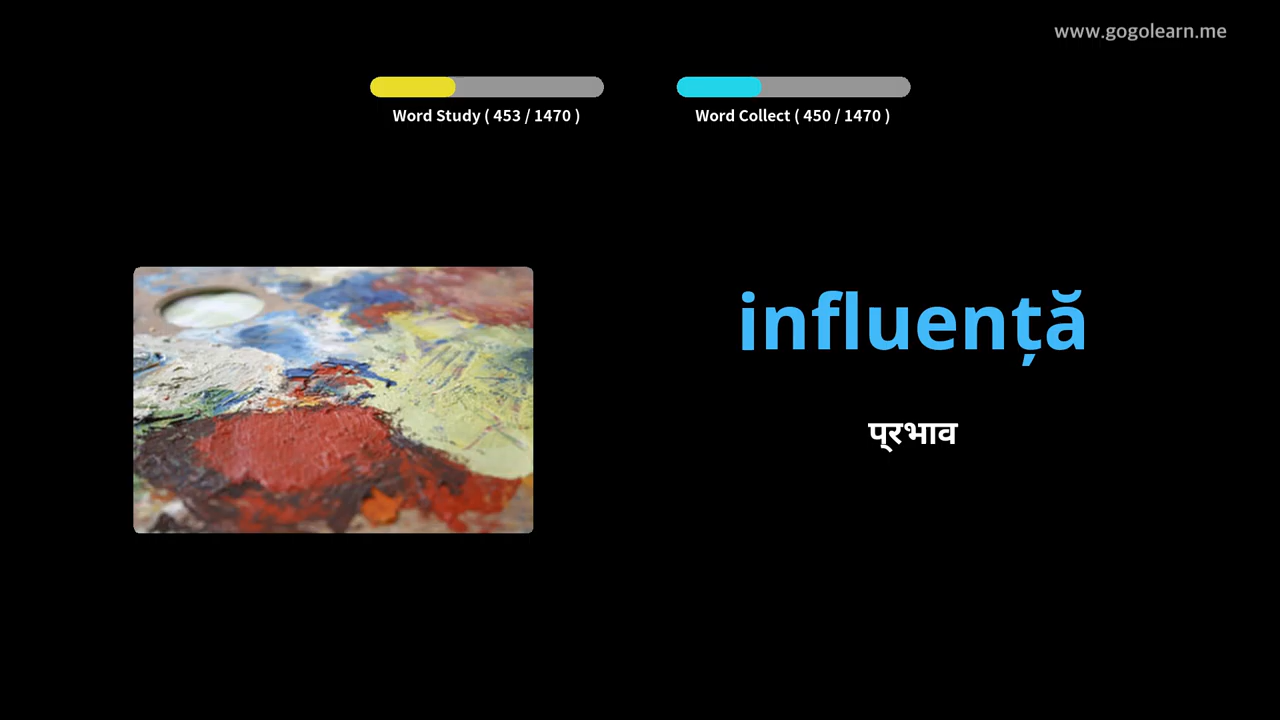 www.gogolearn.me
Word Study ( 453 / 1470 )
Word Collect ( 450 / 1470 )
influență
प्रभाव